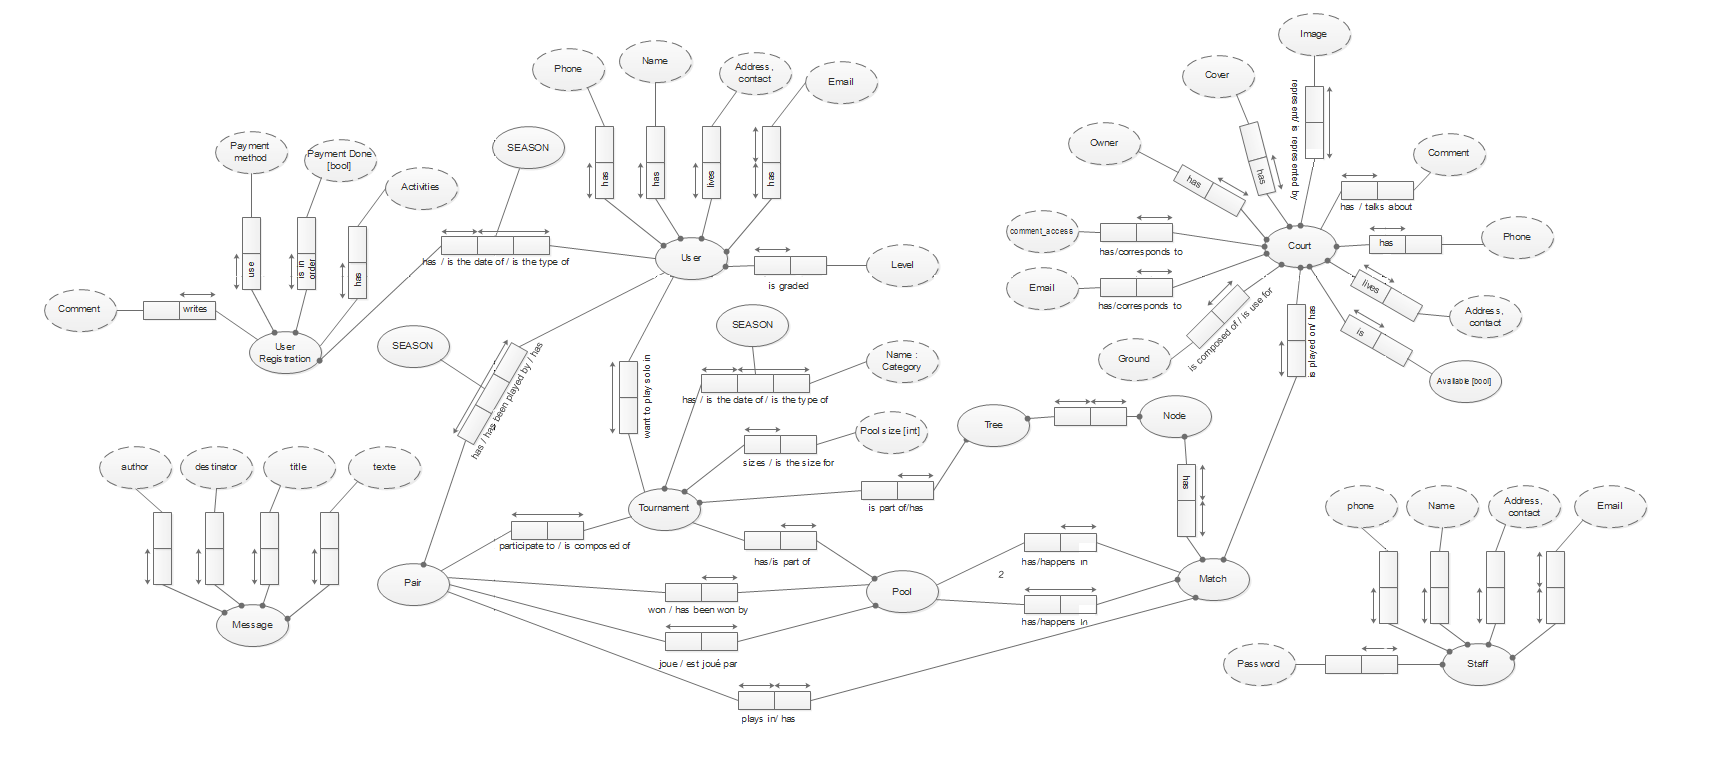 Image
Name
Phone
Address,
contact
Email
Cover
represent/ is represented by
SEASON
Payment
method
Payment Done
[bool]
Activities
Owner
Comment
has
has
lives
has
has
has
has / talks about
comment_access
has/corresponds to
Court
has
Phone
use
is in
order
has
has / is the date of / is the type of
User
is graded
Level
Email
has/corresponds to
lives
Address,
contact
Comment
writes
User
Registration
SEASON
SEASON
is composed of / is use for
is played on/ has
is
Ground
Available [bool]
has / has been played by / has
want to play solo in
Name :
Category
has / is the date of / is the type of
Pool size [int]
sizes / is the size for
Tree
Node
author
destinator
title
texte
is part of/has
has
Tournament
participate to / is composed of
has/is part of
has/happens in
2
phone
Name
Address,
contact
Email
Pair
Pool
Match
won / has been won by
has/happens in
Message
joue / est joué par
plays in/ has
Password
Staff